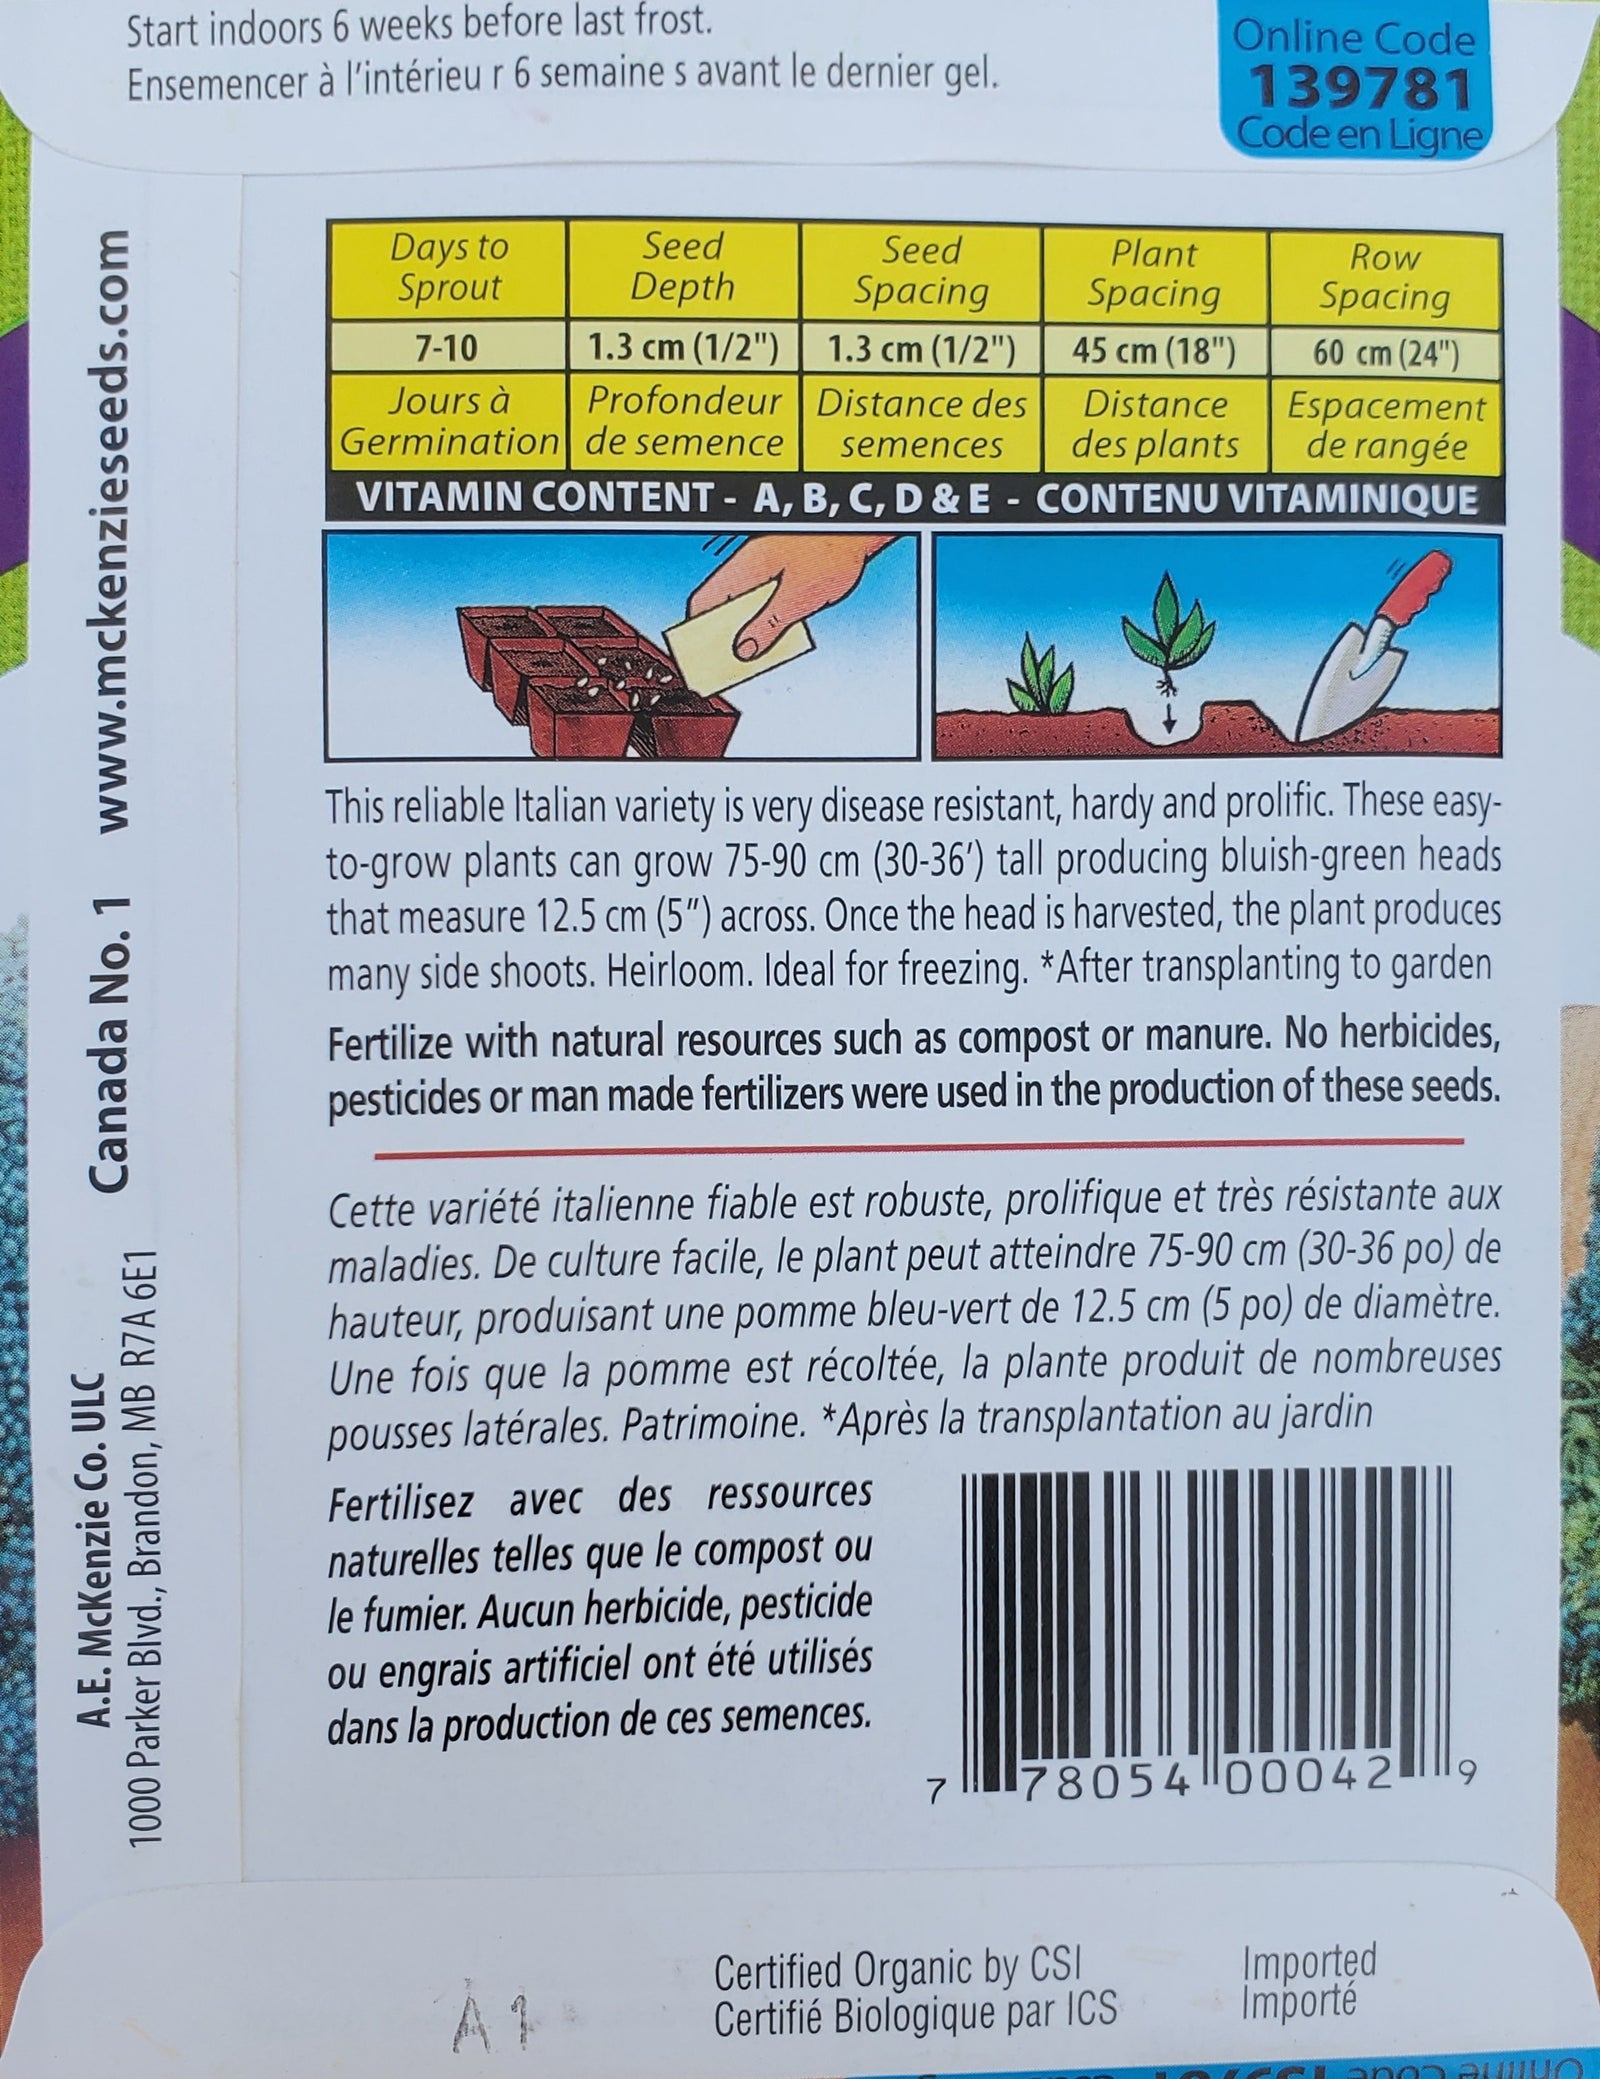 Start indoors 6 weeks before last frost.
Ensemencer à l'intérieu r 6 semaine s avant le dernier gel.
Online Code
139781
Code en Ligne
Days to Sprout
Seed Depth
Seed Spacing
Plant Spacing
Row Spacing
7-10
1.3 cm (1/2")
1.3 cm (1/2")
45 cm (18")
60 cm (24")
Jours à Germination
Profondeur de semence
Distance des semences
Distance des plants
Espacement de rangée
VITAMIN CONTENT - A, B, C, D & E - CONTENU VITAMINIQUE
This reliable Italian variety is very disease resistant, hardy and prolific. These easy-
to-grow plants can grow 75-90 cm (30-36') tall producing bluish-green heads
that measure 12.5 cm (5") across. Once the head is harvested, the plant produces
many side shoots. Heirloom. Ideal for freezing. *After transplanting to garden
Fertilize with natural resources such as compost or manure. No herbicides,
pesticides or man made fertilizers were used in the production of these seeds.
Cette variété italienne fiable est robuste, prolifique et très résistante aux
maladies. De culture facile, le plant peut atteindre 75-90 cm (30-36 po) de
hauteur, produisant une pomme bleu-vert de 12.5 cm (5 po) de diamètre.
Une fois que la pomme est récoltée, la plante produit de nombreuses
pousses latérales. Patrimoine. *Après la transplantation au jardin
Fertilisez avec des ressources
naturelles telles que le compost ou
le fumier. Aucun herbicide, pesticide
ou engrais artificiel ont été utilisés
dans la production de ces semences.
7 78054 00042 9
A.E. McKenzie Co. ULC
1000 Parker Blvd., Brandon, MB R7A 6E1
Canada No. 1 www.mckenzieseeds.com
A 1
Certified Organic by CSI
Certifié Biologique par ICS
Imported
Importé
Online Code